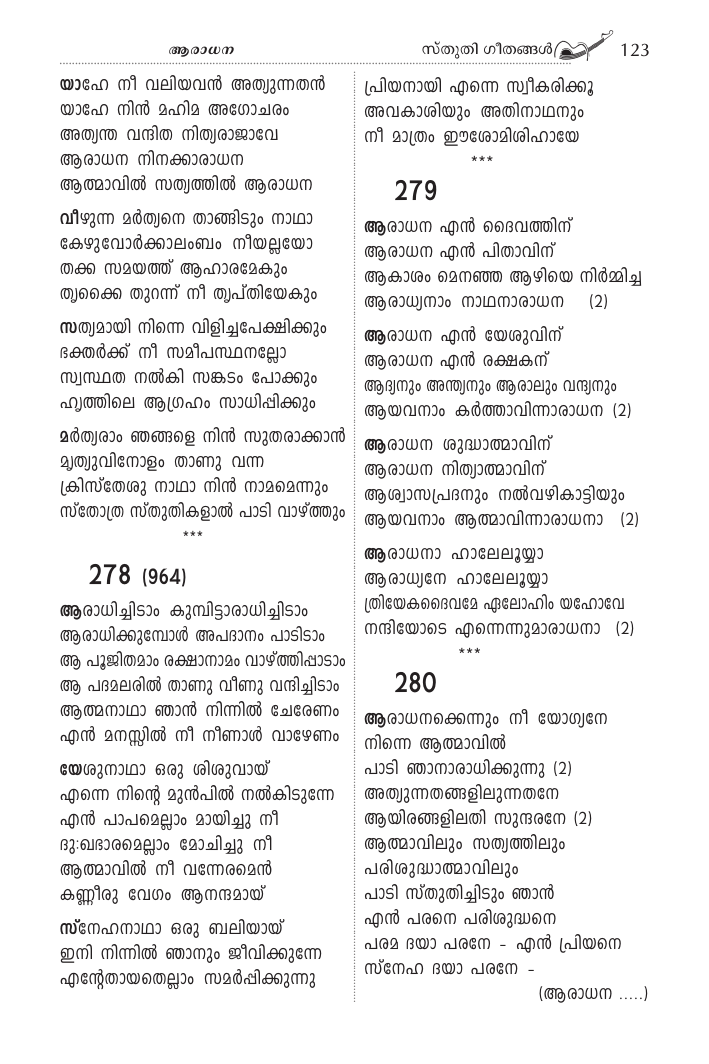 ആരാധന
സ്തുതി ഗീതങ്ങൾ 123
യാഹേ നീ വലിയവൻ അത്യുന്നതൻ
യാഹേ നിൻ മഹിമ അഗോചരം
അത്യന്ത വന്ദിത നിത്യരാജാവേ
ആരാധന നിനക്കാരാധന
ആത്മാവിൽ സത്യത്തിൽ ആരാധന
വീഴുന്ന മർത്യനെ താങ്ങിടും നാഥാ
കേഴുവോർക്കാലംബം നീയല്ലയോ
തക്ക സമയത്ത് ആഹാരമേകും
തൃക്കൈ തുറന്ന് നീ തൃപ്തിയേകും
സത്യമായി നിന്നെ വിളിച്ചപേക്ഷിക്കും
ഭക്തർക്ക് നീ സമീപസ്ഥനല്ലോ
സ്വസ്ഥത നൽകി സങ്കടം പോക്കും
ഹൃത്തിലെ ആഗ്രഹം സാധിപ്പിക്കും
മർത്യരാം ഞങ്ങളെ നിൻ സുതരാക്കാൻ
മൃത്യുവിനോളം താണു വന്ന
ക്രിസ്തേശു നാഥാ നിൻ നാമമെന്നും
സ്തോത്ര സ്തുതികളാൽ പാടി വാഴ്ത്തും
***
278 (964)
ആരാധിച്ചിടാം കുമ്പിട്ടാരാധിച്ചിടാം
ആരാധിക്കുമ്പോൾ അപദാനം പാടിടാം
ആ പൂജിതമാം രക്ഷാനാമം വാഴ്ത്തിപ്പാടാം
ആ പദമലരിൽ താണു വീണു വന്ദിച്ചിടാം
ആത്മനാഥാ ഞാൻ നിന്നിൽ ചേരേണം
എൻ മനസ്സിൽ നീ നീണാൾ വാഴേണം
യേശുനാഥാ ഒരു ശിശുവായ്
എന്നെ നിന്റെ മുൻപിൽ നൽകിടുന്നേ
എൻ പാപമെല്ലാം മായിച്ചു നീ
ദുഃഖഭാരമെല്ലാം മോചിച്ചു നീ
ആത്മാവിൽ നീ വന്നേരമെൻ
കണ്ണീരു വേഗം ആനന്ദമായ്
സ്നേഹനാഥാ ഒരു ബലിയായ്
ഇനി നിന്നിൽ ഞാനും ജീവിക്കുന്നേ
എന്റേതായതെല്ലാം സമർപ്പിക്കുന്നു
പ്രിയനായി എന്നെ സ്വീകരിക്കൂ
അവകാശിയും അതിനാഥനും
നീ മാത്രം ഈശോമിശിഹായേ
***
279
ആരാധന എൻ ദൈവത്തിന്
ആരാധന എൻ പിതാവിന്
ആകാശം മെനഞ്ഞ ആഴിയെ നിർമ്മിച്ച
ആരാധ്യനാം നാഥനാരാധന (2)
ആരാധന എൻ യേശുവിന്
ആരാധന എൻ രക്ഷകന്
ആദ്യനും അന്ത്യനും ആരാലും വന്ദ്യനും
ആയവനാം കർത്താവിന്നാരാധന (2)
ആരാധന ശുദ്ധാത്മാവിന്
ആരാധന നിത്യാത്മാവിന്
ആശ്വാസപ്രദനും നൽവഴികാട്ടിയും
ആയവനാം ആത്മാവിന്നാരാധനാ (2)
ആരാധനാ ഹാലേലൂയ്യാ
ആരാധ്യനേ ഹാലേലൂയ്യാ
ത്രിയേകദൈവമേ ഏലോഹിം യഹോവേ
നന്ദിയോടെ എന്നെന്നുമാരാധനാ (2)
***
280
ആരാധനക്കെന്നും നീ യോഗ്യനേ
നിന്നെ ആത്മാവിൽ
പാടി ഞാനാരാധിക്കുന്നു (2)
അത്യുന്നതങ്ങളിലുന്നതനേ
ആയിരങ്ങളിലതി സുന്ദരനേ (2)
ആത്മാവിലും സത്യത്തിലും
പരിശുദ്ധാത്മാവിലും
പാടി സ്തുതിച്ചിടും ഞാൻ
എൻ പരനെ പരിശുദ്ധനെ
പരമ ദയാ പരനേ – എൻ പ്രിയനെ
സ്നേഹ ദയാ പരനേ –
(ആരാധന .....)